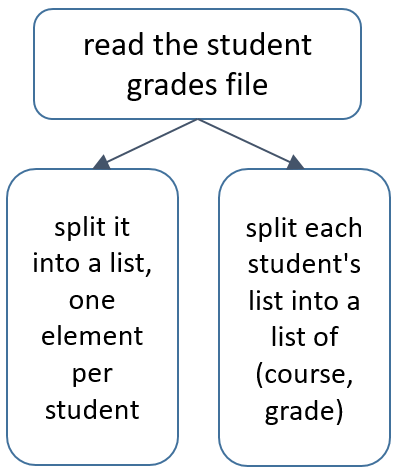 read the student
grades file
split it
into a list,
one
element
per
student
split each
student's
list into a
list of
(course,
grade)